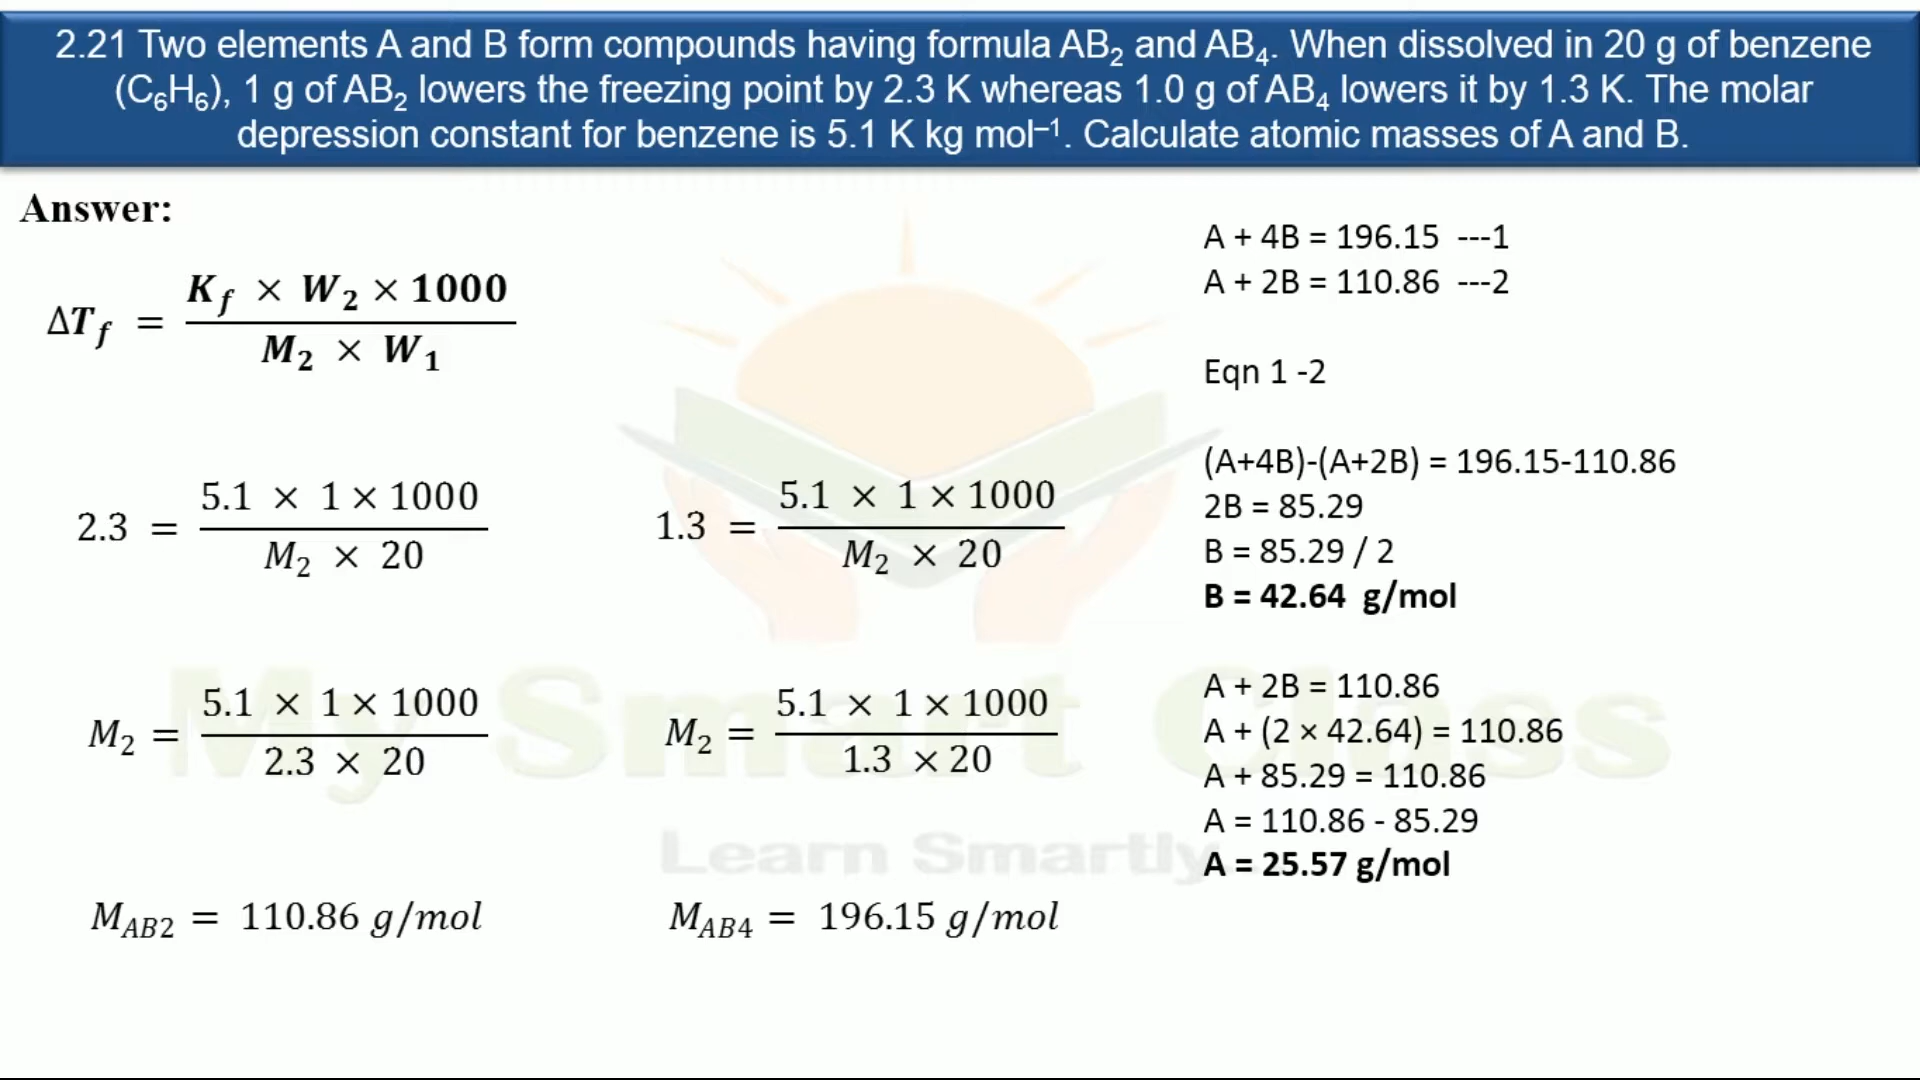 2.21 Two elements A and B form compounds having formula AB₂ and AB₄. When dissolved in 20 g of benzene
(C₆H₆), 1 g of AB₂ lowers the freezing point by 2.3 K whereas 1.0 g of AB₄ lowers it by 1.3 K. The molar
depression constant for benzene is 5.1 K kg mol⁻¹. Calculate atomic masses of A and B.
Answer:
ΔT_f = (K_f × W₂ × 1000) / (M₂ × W₁)
2.3 = (5.1 × 1 × 1000) / (M₂ × 20)
M₂ = (5.1 × 1 × 1000) / (2.3 × 20)
M_AB2 = 110.86 g/mol
1.3 = (5.1 × 1 × 1000) / (M₂ × 20)
M₂ = (5.1 × 1 × 1000) / (1.3 × 20)
M_AB4 = 196.15 g/mol
A + 4B = 196.15 ---1
A + 2B = 110.86 ---2
Eqn 1 -2
(A+4B)-(A+2B) = 196.15-110.86
2B = 85.29
B = 85.29 / 2
B = 42.64 g/mol
A + 2B = 110.86
A + (2 × 42.64) = 110.86
A + 85.29 = 110.86
A = 110.86 - 85.29
A = 25.57 g/mol
My Smart Class
Learn Smartly